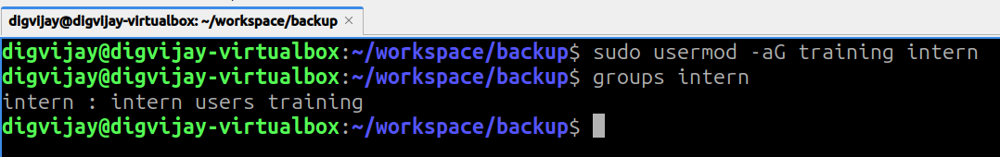 digvijay@digvijay-virtualbox: ~/workspace/backup ×
digvijay@digvijay-virtualbox:~/workspace/backup$ sudo usermod -aG training intern
digvijay@digvijay-virtualbox:~/workspace/backup$ groups intern
intern : intern users training
digvijay@digvijay-virtualbox:~/workspace/backup$